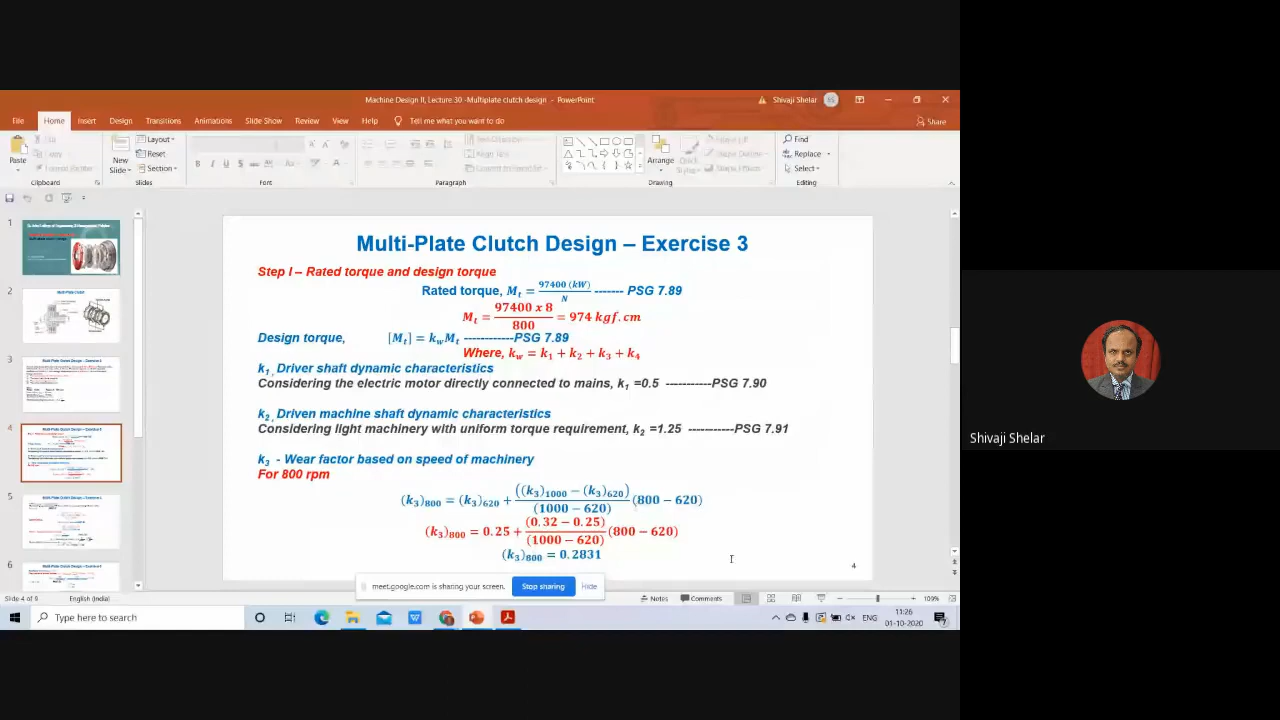 Machine Design II, Lecture 30 -Multiplate clutch design - PowerPoint
Shivaji Shelar
File Home Insert Design Transitions Animations Slide Show Review View Help Tell me what you want to do
Share
Paste
New
Slide
Layout
Reset
Section
Arrange
Find
Replace
Select
Clipboard
Slides
Font
Paragraph
Drawing
Editing
1
2
3
4
5
6
Multi-Plate Clutch Design – Exercise 3
Step I – Rated torque and design torque
Rated torque, Mt = 97400 (kW) / N ------- PSG 7.89
Mt = 97400 x 8 / 800 = 974 kgf.cm
Design torque, [Mt] = kwMt ------------PSG 7.89
Where, kw = k1 + k2 + k3 + k4
k1, Driver shaft dynamic characteristics
Considering the electric motor directly connected to mains, k1 =0.5 -----------PSG 7.90
k2, Driven machine shaft dynamic characteristics
Considering light machinery with uniform torque requirement, k2 =1.25 -----------PSG 7.91
k3 - Wear factor based on speed of machinery
For 800 rpm
(k3)800 = (k3)620 + ((k3)1000 − (k3)620) / (1000 − 620) (800 − 620)
(k3)800 = 0.25 + (0.32 − 0.25) / (1000 − 620) (800 − 620)
(k3)800 = 0.2831
4
meet.google.com is sharing your screen. Stop sharing Hide
Slide 4 of 9 English (India)
Notes Comments
109%
Type here to search
ENG
11:26
01-10-2020
Shivaji Shelar